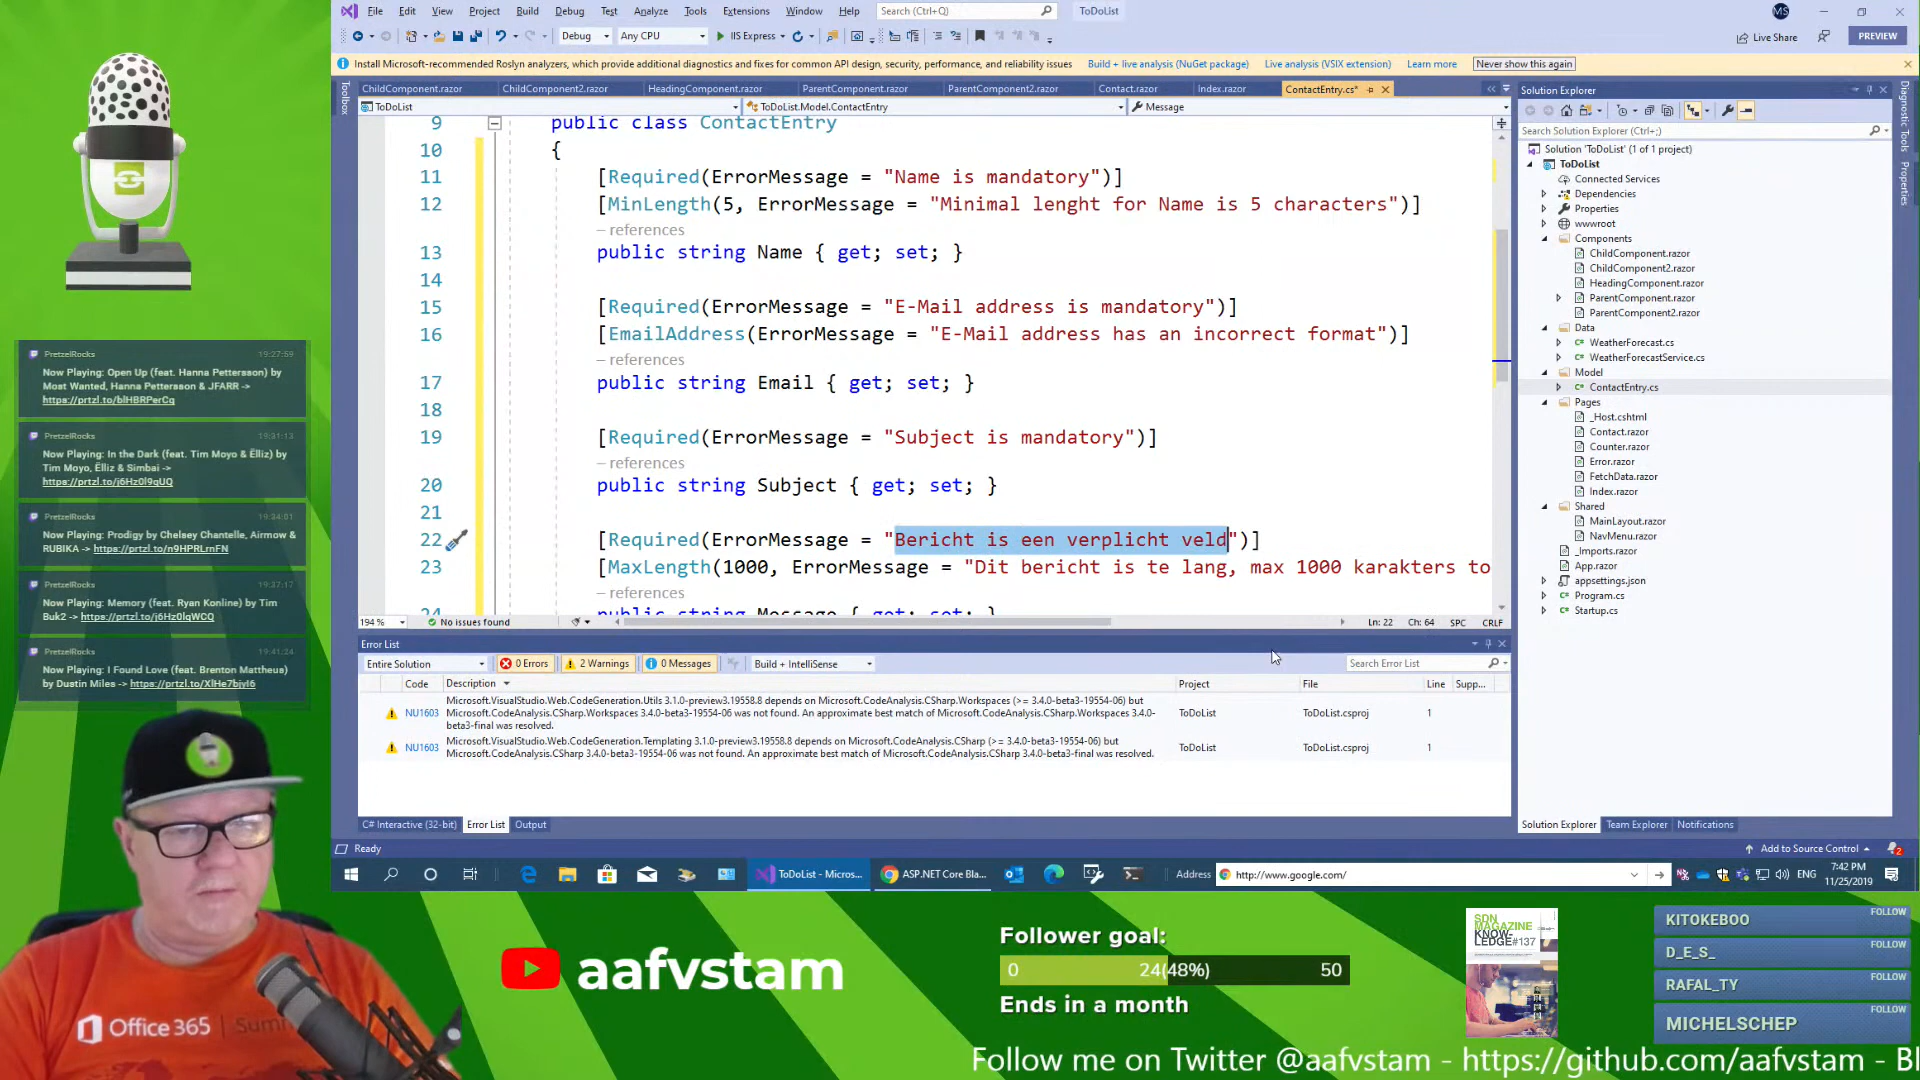 File Edit View Project Build Debug Test Analyze Tools Extensions Window Help Search (Ctrl+Q) ToDoList MS
Debug Any CPU IIS Express Live Share PREVIEW
Install Microsoft-recommended Roslyn analyzers, which provide additional diagnostics and fixes for common API design, security, performance, and reliability issues Build + live analysis (NuGet package) Live analysis (VSIX extension) Learn more Never show this again
Toolbox
ChildComponent.razor ChildComponent2.razor HeadingComponent.razor ParentComponent.razor ParentComponent2.razor Contact.razor Index.razor ContactEntry.cs*
ToDoList ToDoList.Model.ContactEntry Message
9 public class ContactEntry
10 {
11 [Required(ErrorMessage = "Name is mandatory")]
12 [MinLength(5, ErrorMessage = "Minimal lenght for Name is 5 characters")]
– references
13 public string Name { get; set; }
14
15 [Required(ErrorMessage = "E-Mail address is mandatory")]
16 [EmailAddress(ErrorMessage = "E-Mail address has an incorrect format")]
– references
17 public string Email { get; set; }
18
19 [Required(ErrorMessage = "Subject is mandatory")]
– references
20 public string Subject { get; set; }
21
22 [Required(ErrorMessage = "Bericht is een verplicht veld")]
23 [MaxLength(1000, ErrorMessage = "Dit bericht is te lang, max 1000 karakters to
– references
24 public string Message { get; set; }
194 % No issues found Ln: 22 Ch: 64 SPC CRLF
Error List
Entire Solution 0 Errors 2 Warnings 0 Messages Build + IntelliSense Search Error List
Code Description Project File Line Supp...
NU1603 Microsoft.VisualStudio.Web.CodeGeneration.Utils 3.1.0-preview3.19558.8 depends on Microsoft.CodeAnalysis.CSharp.Workspaces (>= 3.4.0-beta3-19554-06) but
Microsoft.CodeAnalysis.CSharp.Workspaces 3.4.0-beta3-19554-06 was not found. An approximate best match of Microsoft.CodeAnalysis.CSharp.Workspaces 3.4.0-
beta3-final was resolved.
ToDoList ToDoList.csproj 1
NU1603 Microsoft.VisualStudio.Web.CodeGeneration.Templating 3.1.0-preview3.19558.8 depends on Microsoft.CodeAnalysis.CSharp (>= 3.4.0-beta3-19554-06) but
Microsoft.CodeAnalysis.CSharp 3.4.0-beta3-19554-06 was not found. An approximate best match of Microsoft.CodeAnalysis.CSharp 3.4.0-beta3-final was resolved.
ToDoList ToDoList.csproj 1
C# Interactive (32-bit) Error List Output
Ready
Solution Explorer
Search Solution Explorer (Ctrl+;)
Solution 'ToDoList' (1 of 1 project)
ToDoList
Connected Services
Dependencies
Properties
wwwroot
Components
ChildComponent.razor
ChildComponent2.razor
HeadingComponent.razor
ParentComponent.razor
ParentComponent2.razor
Data
WeatherForecast.cs
WeatherForecastService.cs
Model
ContactEntry.cs
Pages
_Host.cshtml
Contact.razor
Counter.razor
Error.razor
FetchData.razor
Index.razor
Shared
MainLayout.razor
NavMenu.razor
_Imports.razor
App.razor
appsettings.json
Program.cs
Startup.cs
Solution Explorer Team Explorer Notifications
Add to Source Control 2
Diagnostic Tools
Properties
ToDoList - Micros... ASP.NET Core Bla... Address http://www.google.com/ ENG 7:42 PM
11/25/2019
PretzelRocks 19:27:59
Now Playing: Open Up (feat. Hanna Pettersson) by
Most Wanted, Hanna Pettersson & JFARR ->
https://prtzl.to/blHBRPerCq
PretzelRocks 19:31:13
Now Playing: In the Dark (feat. Tim Moyo & Ëlliz) by
Tim Moyo, Ëlliz & Simbai ->
https://prtzl.to/j6Hz0l9qUQ
PretzelRocks 19:34:01
Now Playing: Prodigy by Chelsey Chantelle, Airmow &
RUBIKA -> https://prtzl.to/n9HPRLrnFN
PretzelRocks 19:37:17
Now Playing: Memory (feat. Ryan Konline) by Tim
Buk2 -> https://prtzl.to/j6Hz0lqWCQ
PretzelRocks 19:41:24
Now Playing: I Found Love (feat. Brenton Mattheus)
by Dustin Miles -> https://prtzl.to/XlHe7bjyI6
Office 365 Summ
aafvstam
Follower goal:
0 24(48%) 50
Ends in a month
SDN
MAGAZINE
KNOW-
LEDGE#137
KITOKEBOO FOLLOW
D_E_S_ FOLLOW
RAFAL_TY FOLLOW
MICHELSCHEP FOLLOW
Follow me on Twitter @aafvstam - https://github.com/aafvstam - Bl